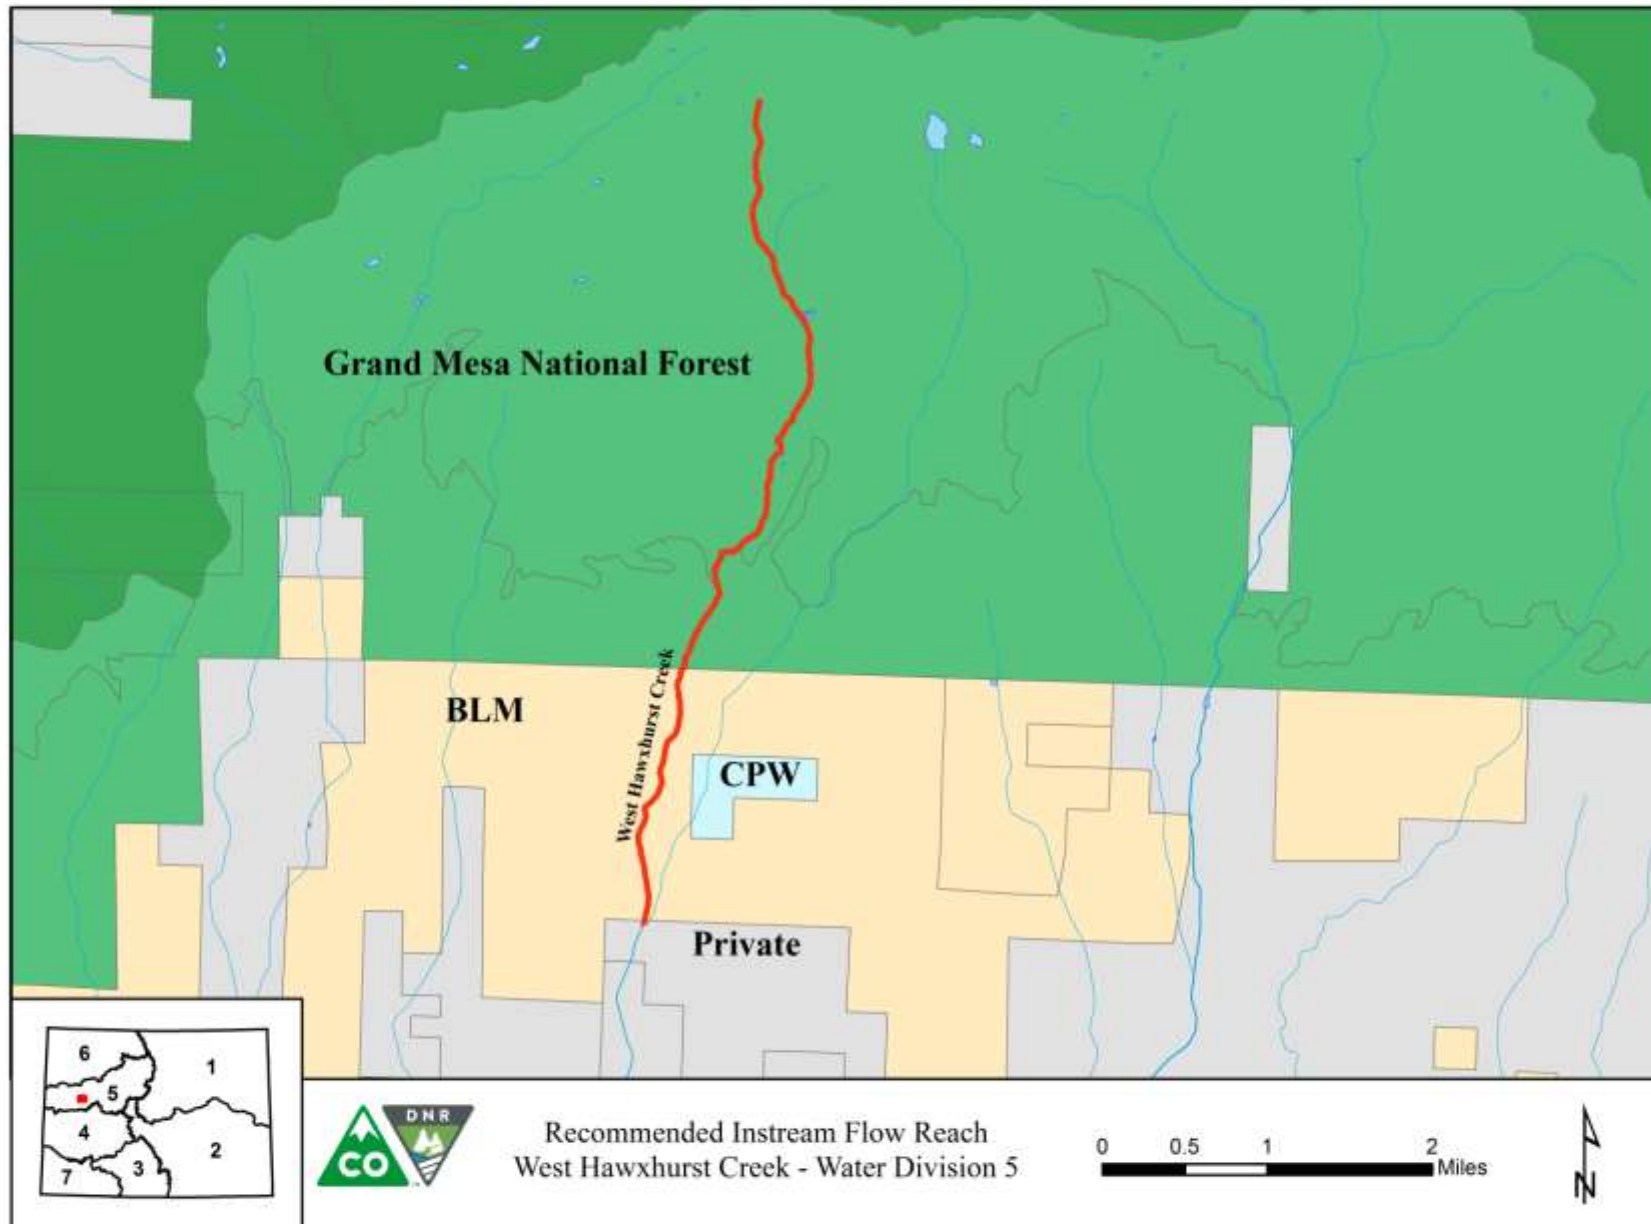 Grand Mesa National Forest
West Hawxhurst Creek
BLM
CPW
Private
6
1
5
4
2
7
3
CO
DNR
Recommended Instream Flow Reach
West Hawxhurst Creek - Water Division 5
0 0.5 1 2
Miles
N